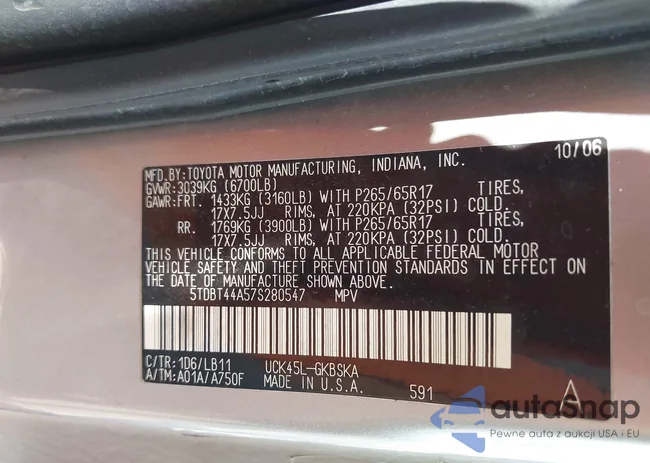 MFD.BY:TOYOTA MOTOR MANUFACTURING, INDIANA, INC. 10/06
GVWR:3039KG (6700LB)
GAWR:FRT. 1433KG (3160LB) WITH P265/65R17 TIRES,
17X7.5JJ RIMS, AT 220KPA (32PSI) COLD.
RR. 1769KG (3900LB) WITH P265/65R17 TIRES,
17X7.5JJ RIMS, AT 220KPA (32PSI) COLD.
THIS VEHICLE CONFORMS TO ALL APPLICABLE FEDERAL MOTOR
VEHICLE SAFETY AND THEFT PREVENTION STANDARDS IN EFFECT ON
THE DATE OF MANUFACTURE SHOWN ABOVE.
5TDBT44A57S280547 MPV
C/TR:1D6/LB11 UCK45L-GKBSKA
A/TM:A01A/A750F MADE IN U.S.A. 591
autoSnap
Pewne auta z aukcji USA i EU